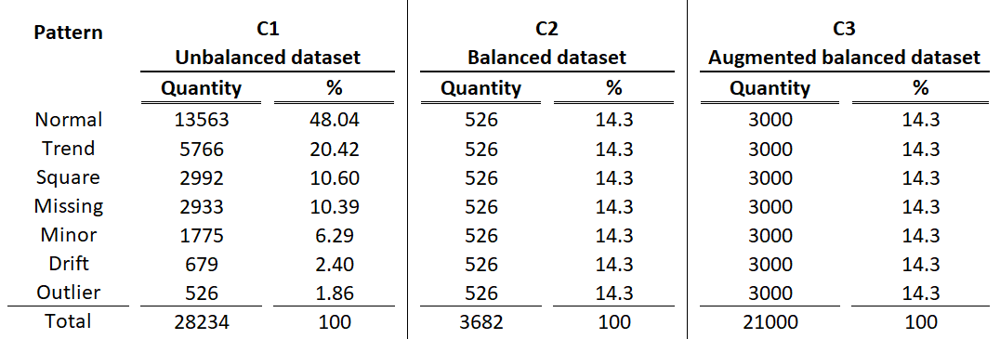 Pattern C1 C2 C3
Unbalanced dataset Balanced dataset Augmented balanced dataset
Quantity % Quantity % Quantity %
Normal 13563 48.04 526 14.3 3000 14.3
Trend 5766 20.42 526 14.3 3000 14.3
Square 2992 10.60 526 14.3 3000 14.3
Missing 2933 10.39 526 14.3 3000 14.3
Minor 1775 6.29 526 14.3 3000 14.3
Drift 679 2.40 526 14.3 3000 14.3
Outlier 526 1.86 526 14.3 3000 14.3
Total 28234 100 3682 100 21000 100